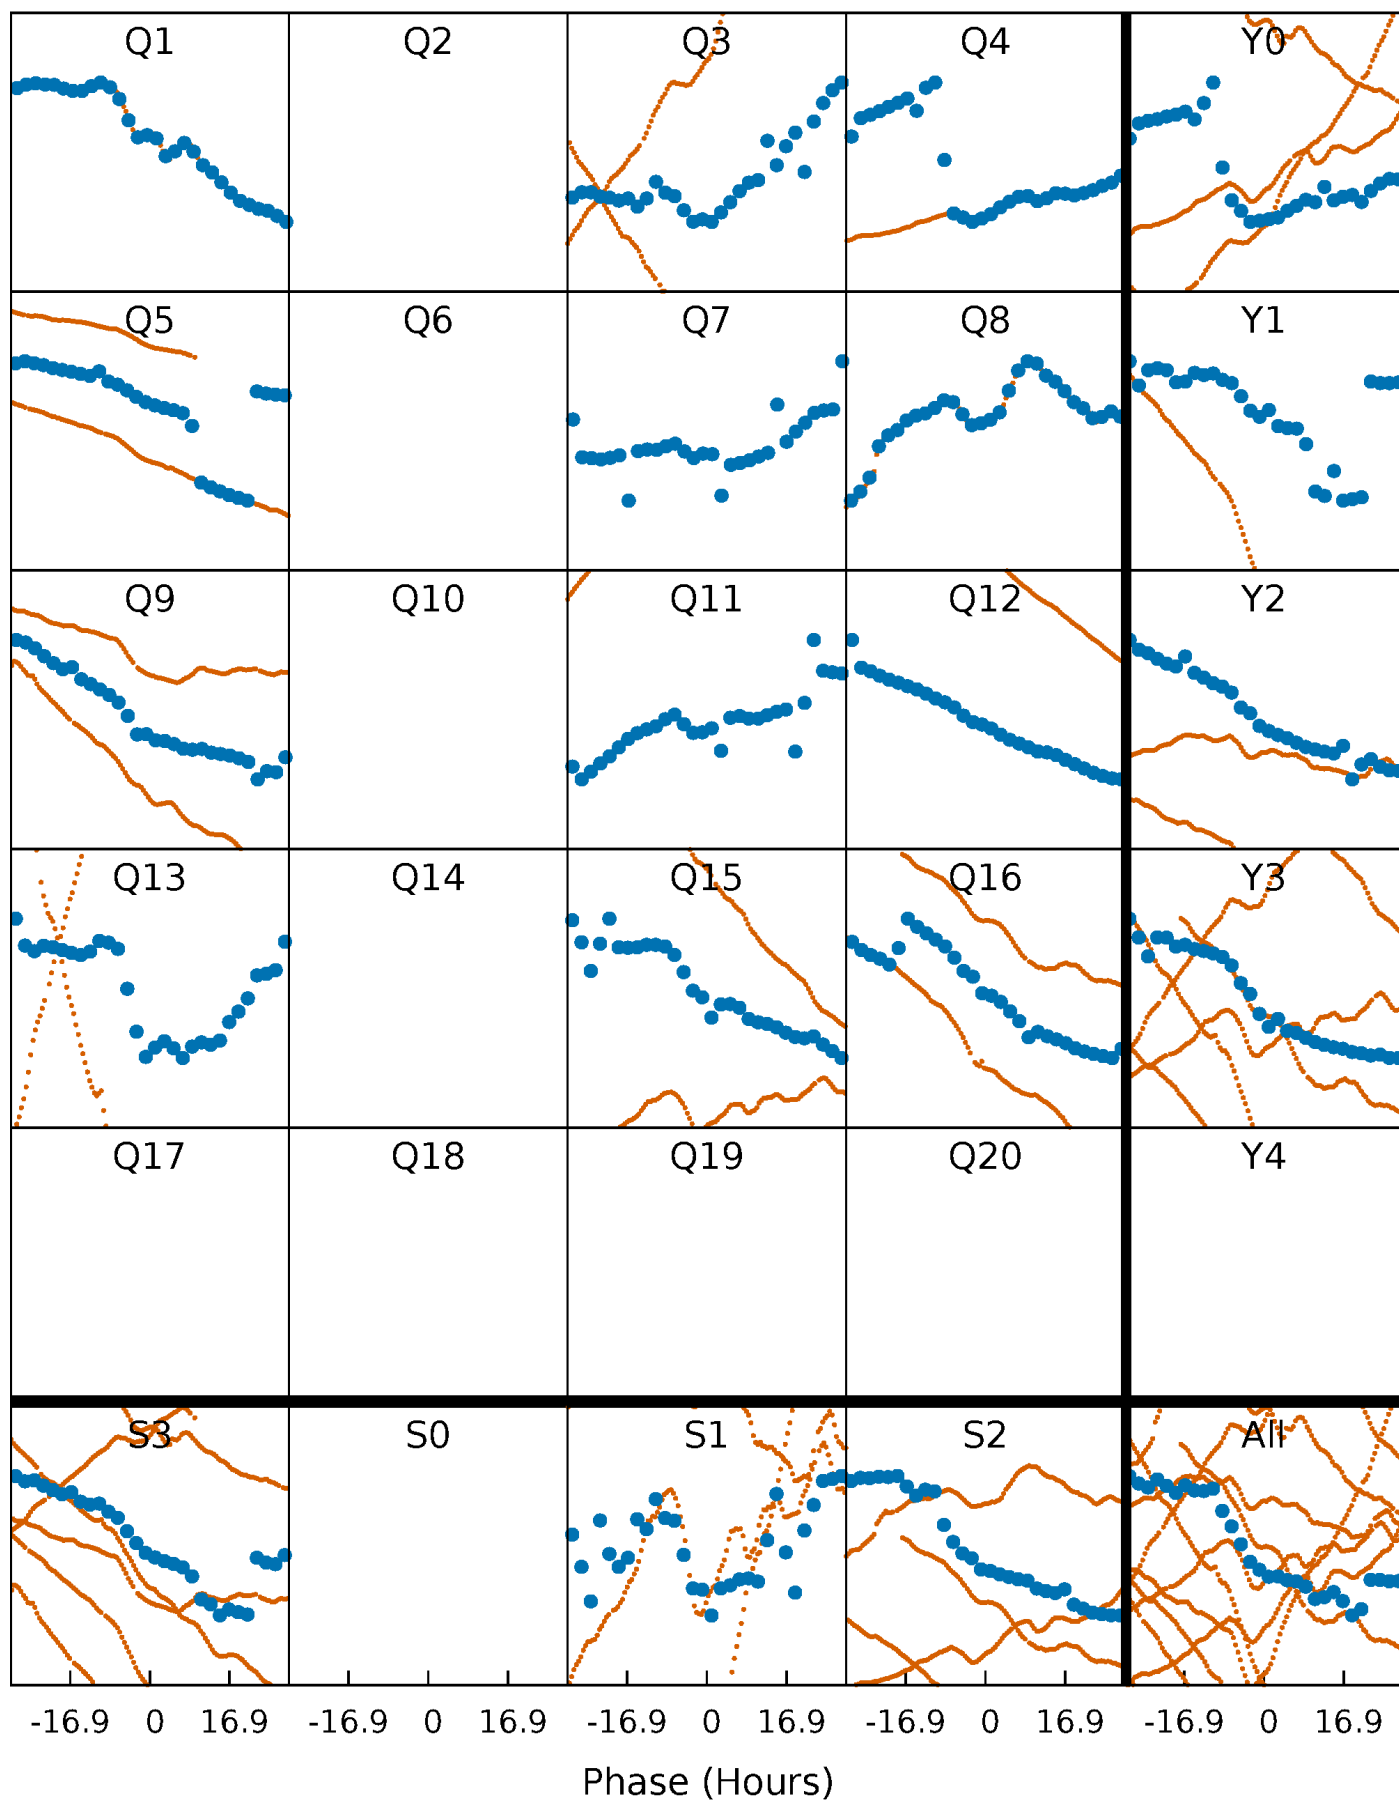 Q1 Q2 Q3 Q4 Y0
Q5 Q6 Q7 Q8 Y1
Q9 Q10 Q11 Q12 Y2
Q13 Q14 Q15 Q16 Y3
Q17 Q18 Q19 Q20 Y4
S3 S0 S1 S2 All
-16.9 0 16.9 -16.9 0 16.9 -16.9 0 16.9 -16.9 0 16.9 -16.9 0 16.9
Phase (Hours)